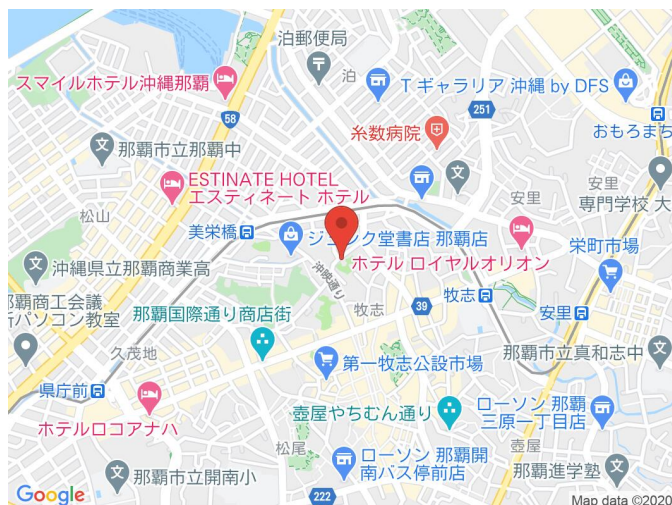 泊郵便局
スマイルホテル沖縄那覇
泊
Tギャラリア 沖縄 by DFS
58
251
おもろまち
那覇市立那覇中
糸数病院
ESTINATE HOTEL
エスティネート ホテル
松山
安里
安里
専門学校 大
美栄橋
ジュンク堂書店 那覇店
沖縄県立那覇商業高
沖映通り
ホテル ロイヤルオリオン
栄町市場
牧志
那覇商工会議
所パソコン教室
那覇国際通り商店街
牧志
39
安里
久茂地
第一牧志公設市場
那覇市立真和志中
県庁前
壺屋やちむん通り
ローソン 那覇
三原一丁目店
ホテルロコアナハ
松尾
壺屋
ローソン 那覇開
南バス停前店
那覇市立開南小
那覇進学塾
222
Google
Map data ©2020